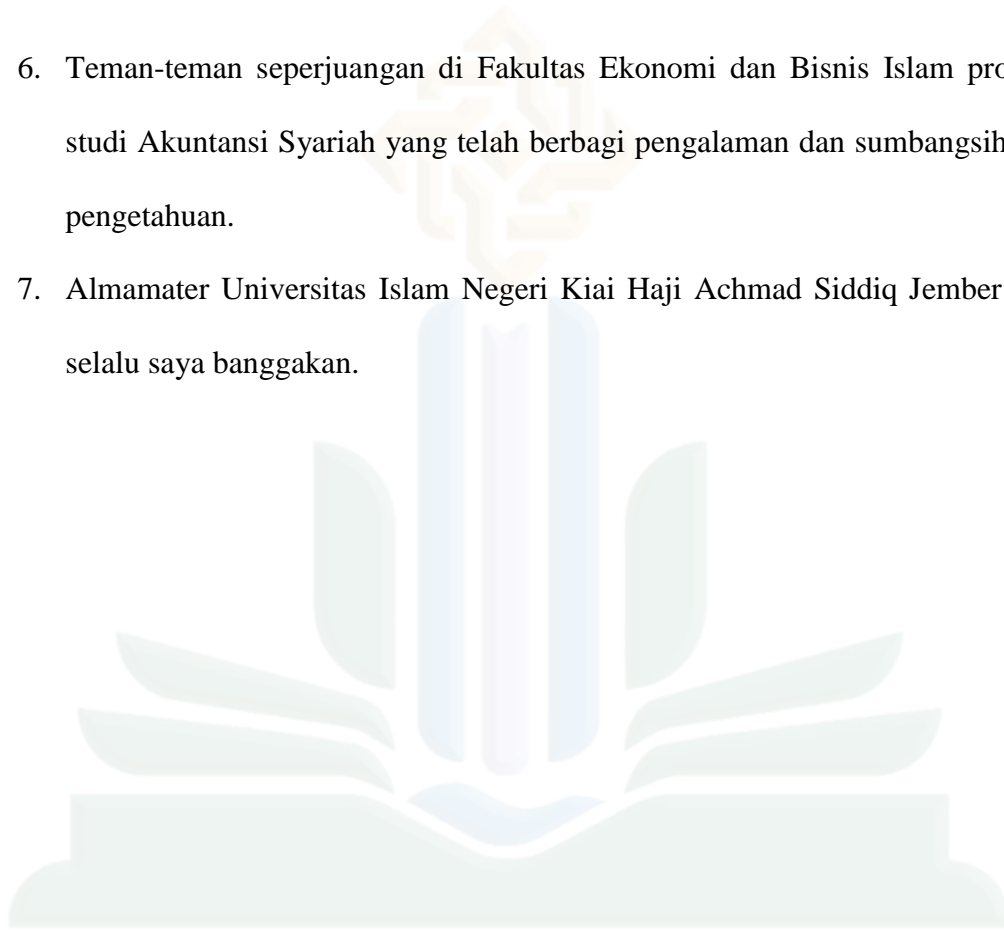 6. Teman-teman seperjuangan di Fakultas Ekonomi dan Bisnis Islam pro
studi Akuntansi Syariah yang telah berbagi pengalaman dan sumbangsih
pengetahuan.
7. Almamater Universitas Islam Negeri Kiai Haji Achmad Siddiq Jember
selalu saya banggakan.